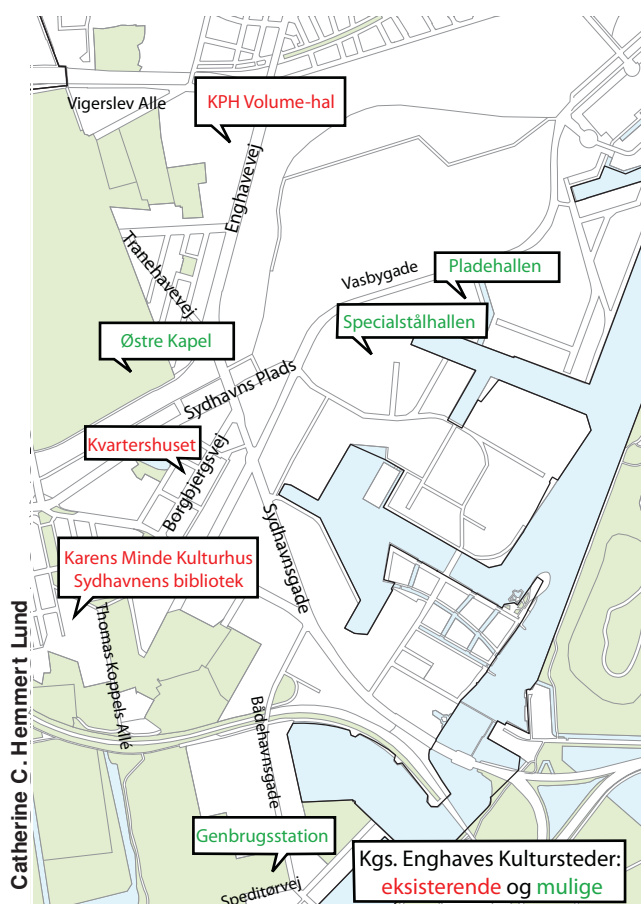 Vigerslev Alle
KPH Volume-hal
Enghavevej
Tranehavevej
Vasbygade
Pladehallen
Specialstålhallen
Østre Kapel
Sydhavns Plads
Kvartershuset
Borgbjergsvej
Sydhavnsgade
Karens Minde Kulturhus
Sydhavnens bibliotek
Thomas Koppels Allé
Bådehavnsgade
Genbrugsstation
Speditørvej
Kgs. Enghaves Kultursteder:
eksisterende og mulige
Catherine C. Hemmert Lund